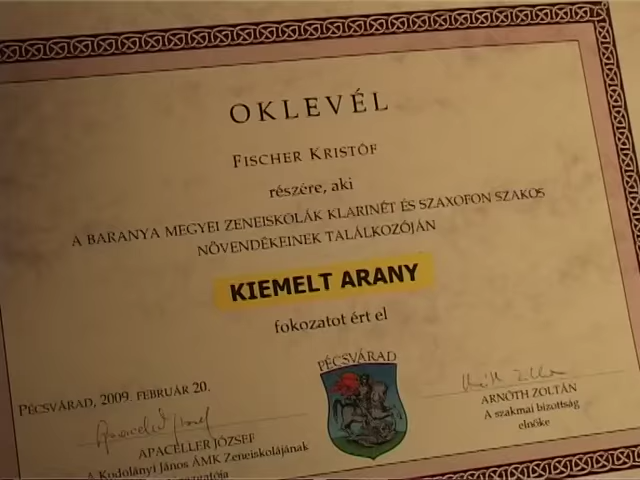 OKLEVÉL
FISCHER KRISTÓF
részére, aki
A BARANYA MEGYEI ZENEISKOLÁK KLARINÉT ÉS SZAXOFON SZAKOS
NÖVENDÉKEINEK TALÁLKOZÓJÁN
KIEMELT ARANY
fokozatot ért el
PÉCSVÁRAD
PÉCSVÁRAD, 2009. FEBRUÁR 20.
APACELLER JÓZSEF
A Kodolányi János ÁMK Zeneiskolájának
ARNÓTH ZOLTÁN
A szakmai bizottság
elnöke